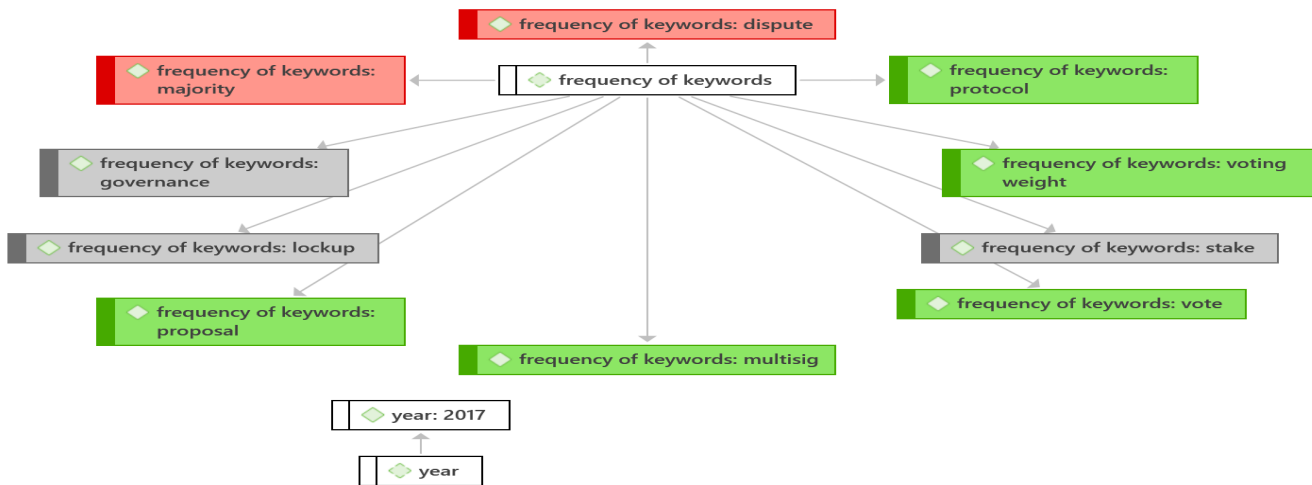 frequency of keywords: dispute
frequency of keywords:
majority
frequency of keywords
frequency of keywords:
protocol
frequency of keywords:
governance
frequency of keywords: voting
weight
frequency of keywords: lockup
frequency of keywords: stake
frequency of keywords:
proposal
frequency of keywords: vote
frequency of keywords: multisig
year: 2017
year